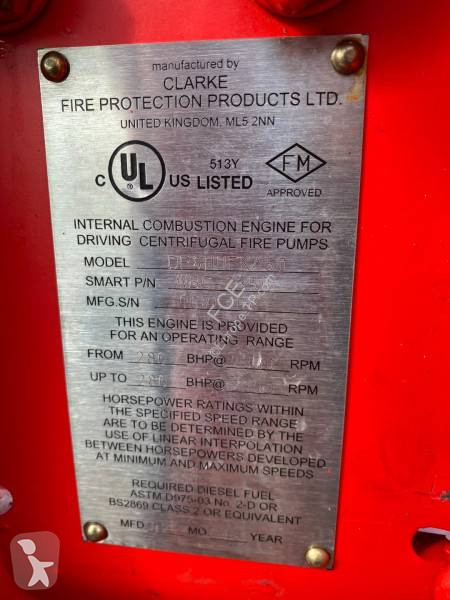 manufactured by
CLARKE
FIRE PROTECTION PRODUCTS LTD.
UNITED KINGDOM, ML5 2NN
C UL US LISTED
513Y
FM
APPROVED
INTERNAL COMBUSTION ENGINE FOR
DRIVING CENTRIFUGAL FIRE PUMPS
MODEL
SMART P/N
MFG.S/N
THIS ENGINE IS PROVIDED
FOR AN OPERATING RANGE
FROM BHP@ RPM
UP TO BHP@ RPM
HORSEPOWER RATINGS WITHIN
THE SPECIFIED SPEED RANGE
ARE TO BE DETERMINED BY THE
USE OF LINEAR INTERPOLATION
BETWEEN HORSEPOWERS DEVELOPED
AT MINIMUM AND MAXIMUM SPEEDS
REQUIRED DIESEL FUEL
ASTM D975-03 No. 2-D OR
BS2869 CLASS 2 OR EQUIVALENT
MFD MO. YEAR